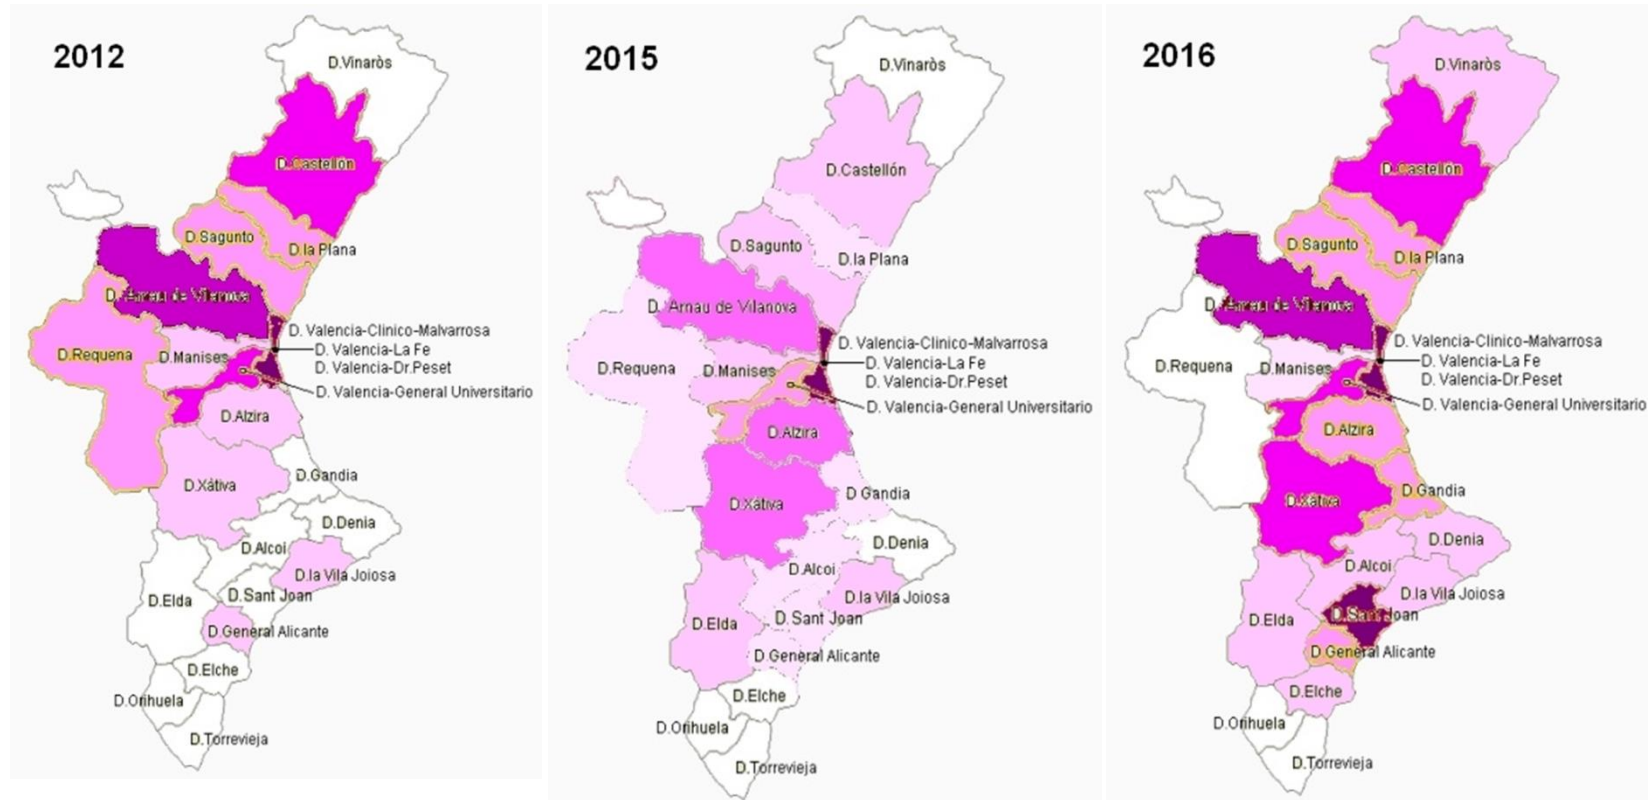 2012
D.Vinaròs
D.Castellón
D.Sagunto
D.la Plana
D. Arnau de Vilanova
D. Valencia-Clinico-Malvarrosa
D. Valencia-La Fe
D. Valencia-Dr.Peset
D. Valencia-General Universitario
D.Requena
D.Manises
D.Alzira
D.Gandia
D.Xátiva
D.Denia
D.Alcoi
D.la Vila Joiosa
D.Sant Joan
D.Elda
D.General Alicante
D.Elche
D.Orihuela
D.Torrevieja
2015
D.Vinaròs
D.Castellón
D.Sagunto
D.la Plana
D. Arnau de Vilanova
D. Valencia-Clinico-Malvarrosa
D. Valencia-La Fe
D. Valencia-Dr.Peset
D. Valencia-General Universitario
D.Requena
D.Manises
D.Alzira
D.Gandia
D.Xátiva
D.Denia
D.Alcoi
D.la Vila Joiosa
D.Sant Joan
D.Elda
D.General Alicante
D.Elche
D.Orihuela
D.Torrevieja
2016
D.Vinaròs
D.Castellón
D.Sagunto
D.la Plana
D. Arnau de Vilanova
D. Valencia-Clinico-Malvarrosa
D. Valencia-La Fe
D. Valencia-Dr.Peset
D. Valencia-General Universitario
D.Requena
D.Manises
D.Alzira
D.Gandia
D.Xátiva
D.Denia
D.Alcoi
D.la Vila Joiosa
D.Sant Joan
D.Elda
D.General Alicante
D.Elche
D.Orihuela
D.Torrevieja